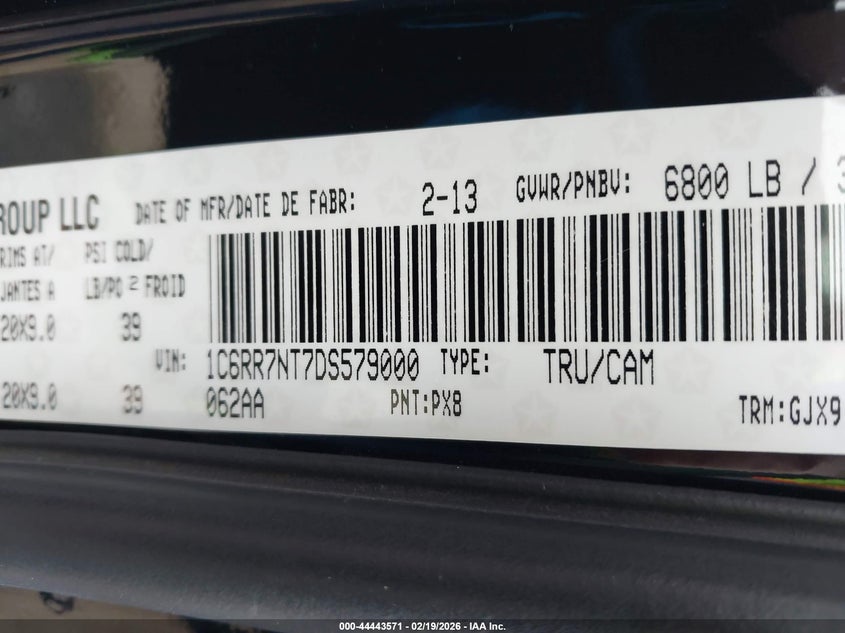 GROUP LLC DATE OF MFR/DATE DE FABR: 2-13 GVWR/PNBV: 6800 LB /
RIMS AT/ PSI COLD/
JANTES A LB/PO 2 FROID
20X9.0 39
VIN: 1C6RR7NT7DS579000 TYPE: TRU/CAM
20X9.0 39 062AA PNT:PX8 TRM:GJX9
000-44443571 - 02/19/2026 - IAA Inc.